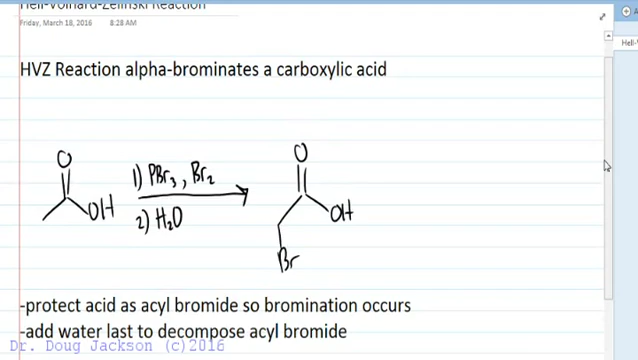 Hell-Volhard-Zelinski Reaction
Friday, March 18, 2016 8:28 AM
HVZ Reaction alpha-brominates a carboxylic acid
O
OH
1) PBr₃, Br₂
2) H₂O
O
OH
Br
-protect acid as acyl bromide so bromination occurs
-add water last to decompose acyl bromide
Dr. Doug Jackson (c)2016